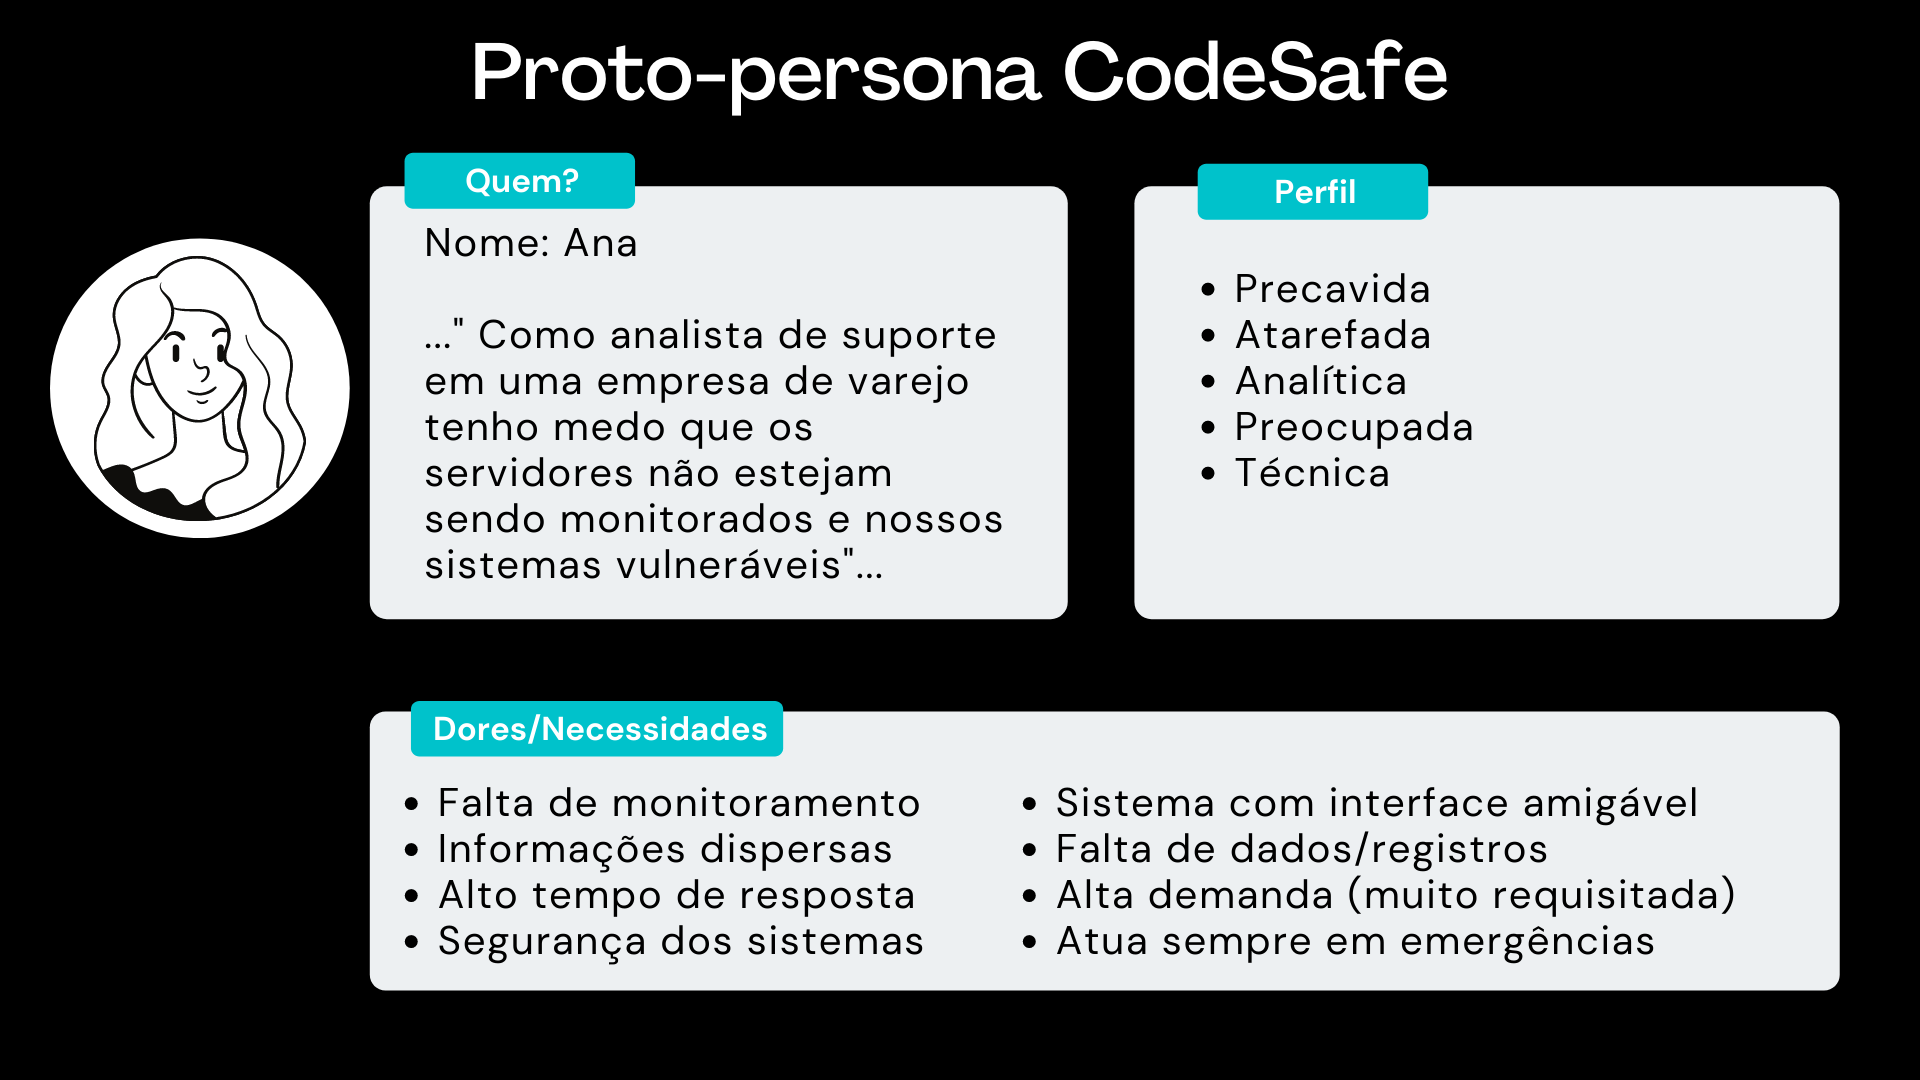 Proto-persona CodeSafe
Quem?
Nome: Ana
..." Como analista de suporte
em uma empresa de varejo
tenho medo que os
servidores não estejam
sendo monitorados e nossos
sistemas vulneráveis"...
Perfil
• Precavida
• Atarefada
• Analítica
• Preocupada
• Técnica
Dores/Necessidades
• Falta de monitoramento
• Informações dispersas
• Alto tempo de resposta
• Segurança dos sistemas
• Sistema com interface amigável
• Falta de dados/registros
• Alta demanda (muito requisitada)
• Atua sempre em emergências